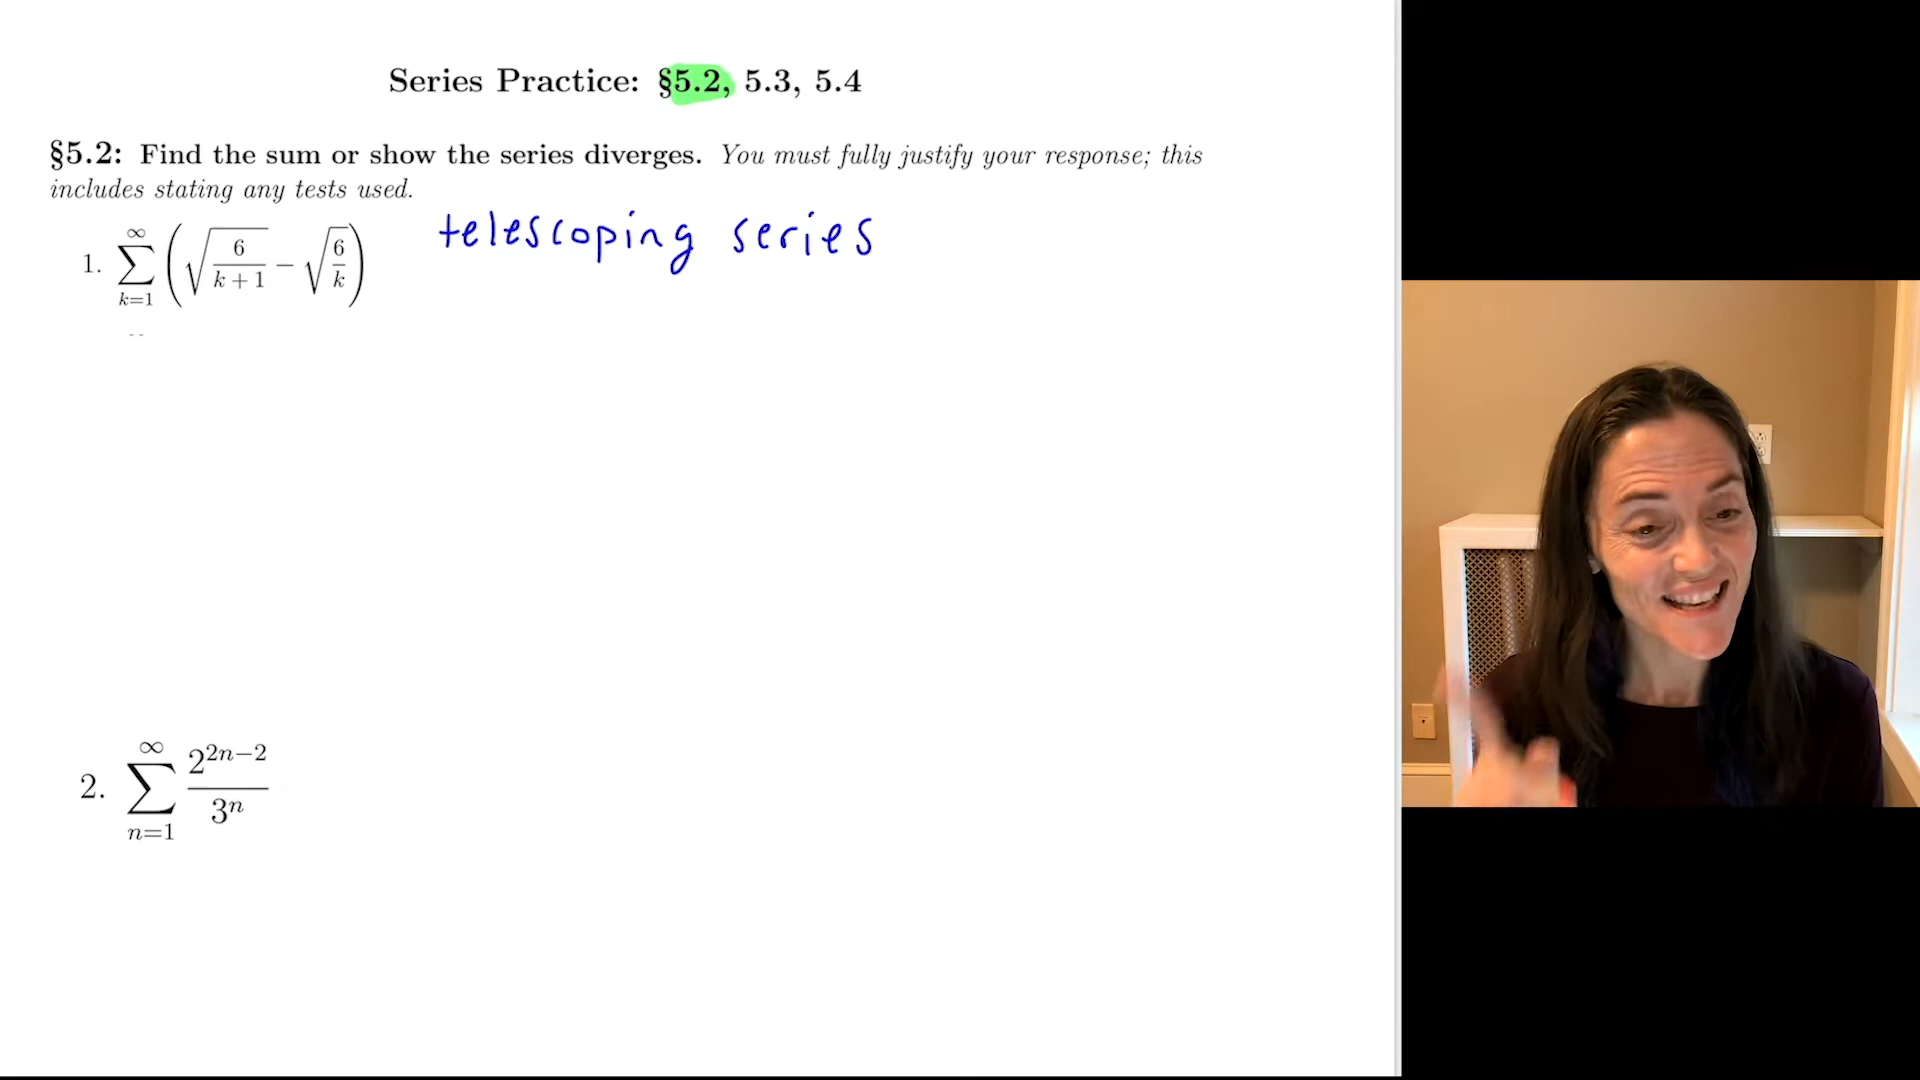 Series Practice: §5.2, 5.3, 5.4
§5.2: Find the sum or show the series diverges. You must fully justify your response; this
includes stating any tests used.
telescoping series
1. ∞∑k=1 (√(6/(k+1)) − √(6/k))
2. ∞∑n=1 2^(2n−2)/3^n